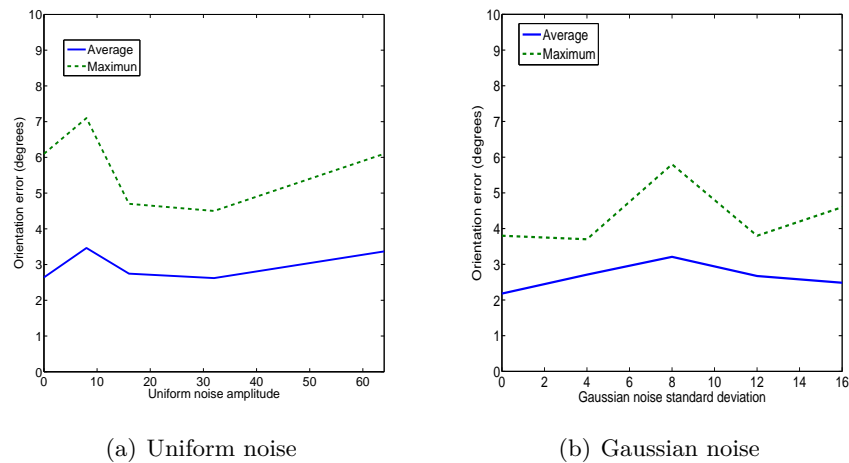 10
9
8
7
6
5
4
3
2
1
0
Orientation error (degrees)
Average
Maximun
0 10 20 30 40 50 60
Uniform noise amplitude
(a) Uniform noise
10
9
8
7
6
5
4
3
2
1
0
Orientation error (degrees)
Average
Maximum
0 2 4 6 8 10 12 14 16
Gaussian noise standard deviation
(b) Gaussian noise